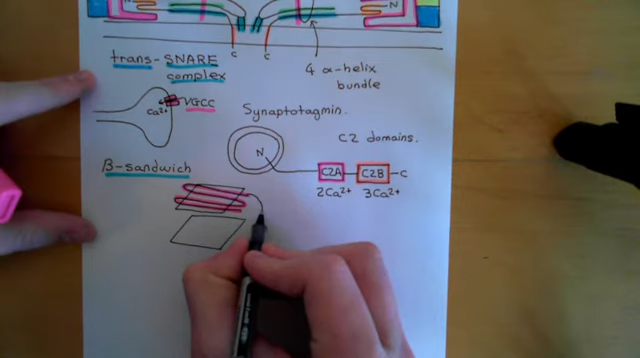 N
C C
4 α-helix
bundle
trans-SNARE
complex
VGCC
Ca²⁺
Synaptotagmin.
C2 domains.
N
C2A C2B C
2Ca²⁺ 3Ca²⁺
β-sandwich